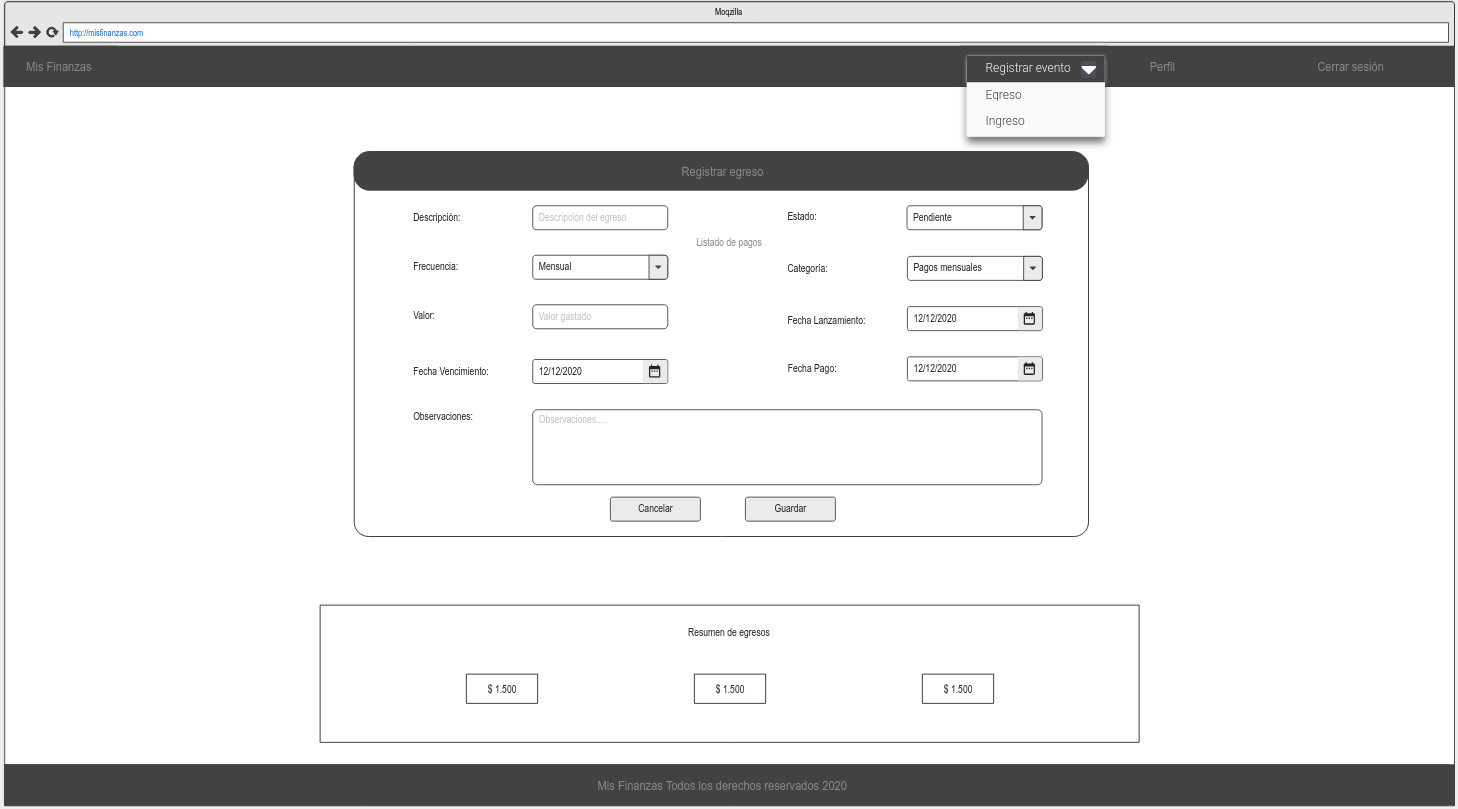 Moqzilla
http://misfinanzas.com
Mis Finanzas
Registrar evento
Perfil
Cerrar sesión
Egreso
Ingreso
Registrar egreso
Descripción:
Descripción del egreso
Estado:
Pendiente
Listado de pagos
Frecuencia:
Mensual
Categoría:
Pagos mensuales
Valor:
Valor gastado
Fecha Lanzamiento:
12/12/2020
Fecha Vencimiento:
12/12/2020
Fecha Pago:
12/12/2020
Observaciones:
Observaciones.....
Cancelar
Guardar
Resumen de egresos
$ 1.500
$ 1.500
$ 1.500
Mis Finanzas Todos los derechos reservados 2020